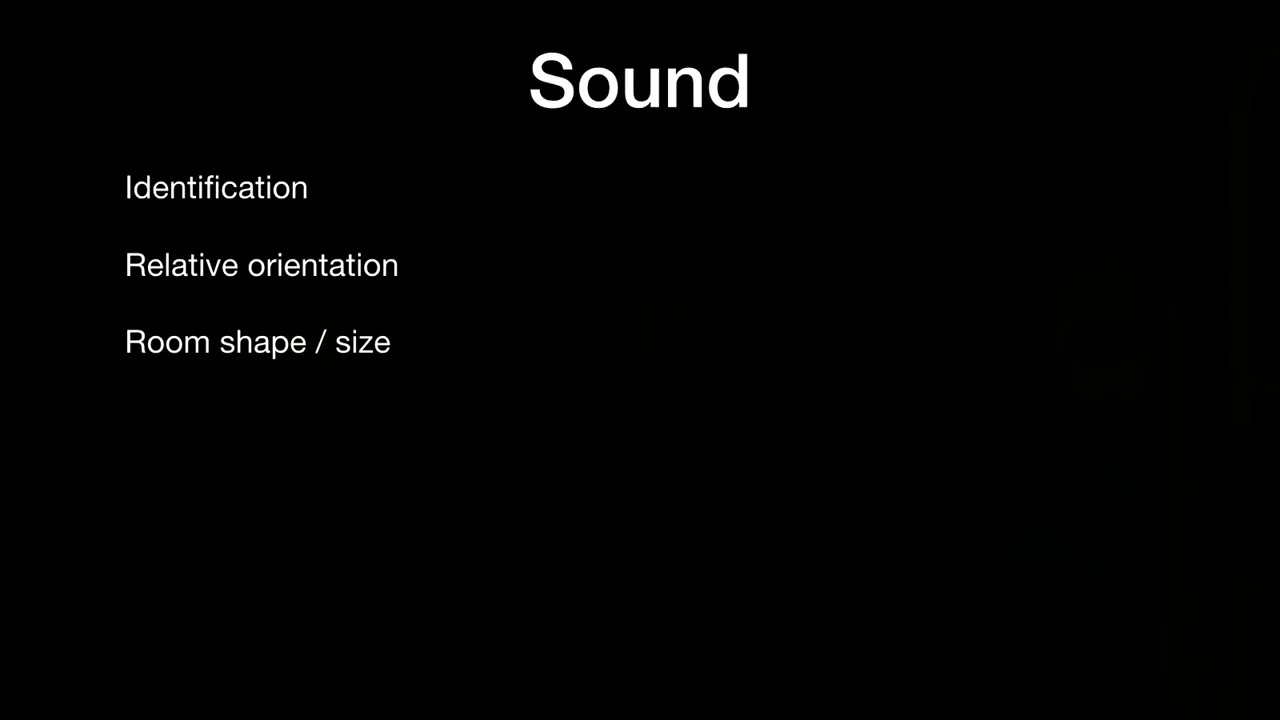 Sound
Identification
Relative orientation
Room shape / size